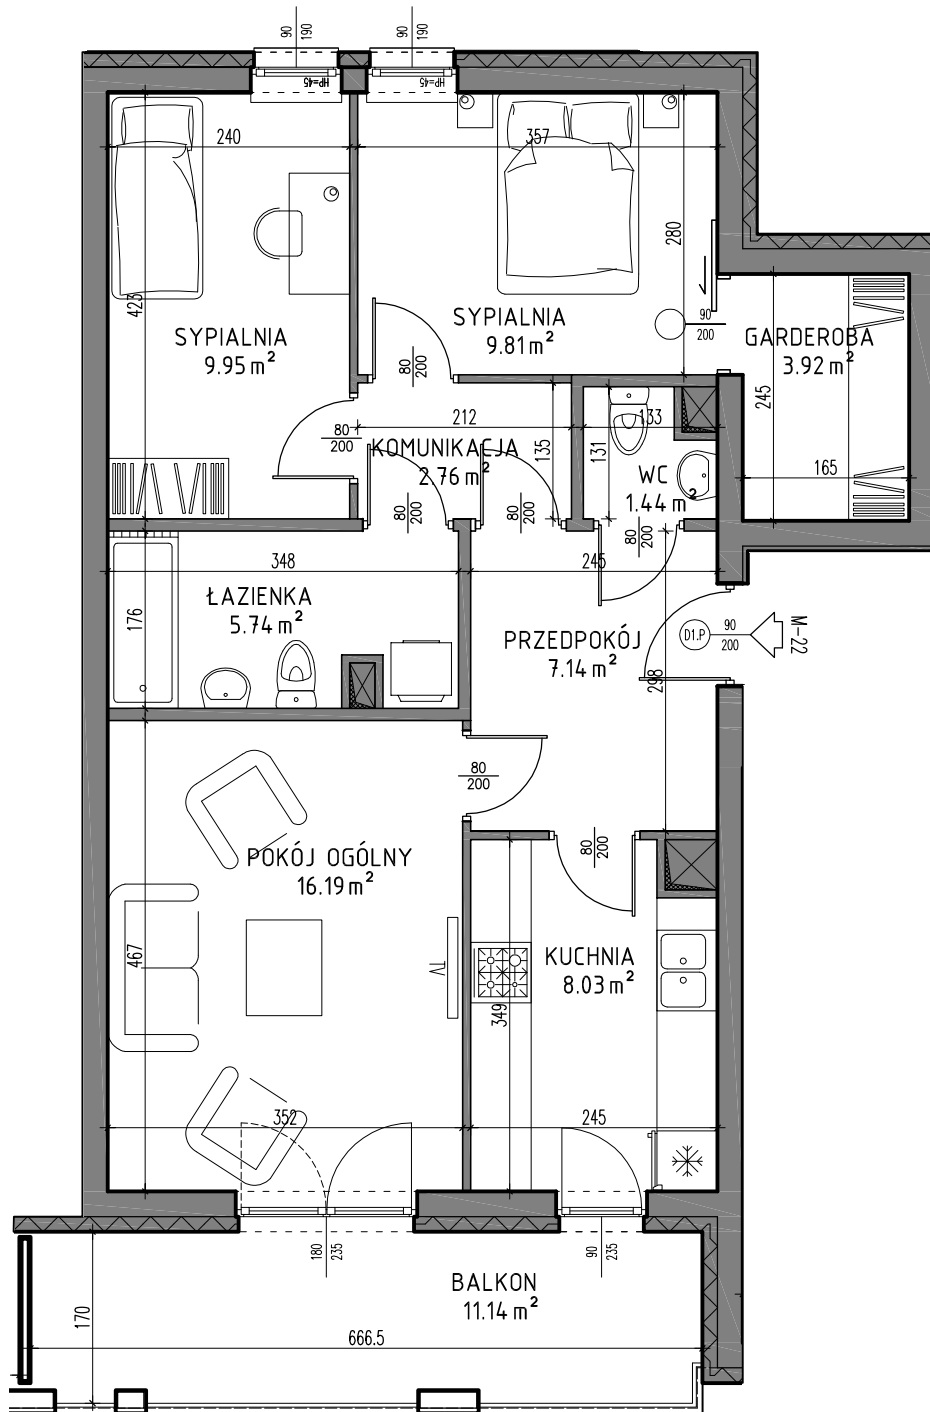 90
190
90
190
HP=45
HP=45
240
357
280
423
SYPIALNIA
9.95 m²
SYPIALNIA
9.81 m²
90
200
GARDEROBA
3.92 m²
80
200
245
212
133
80
200
KOMUNIKACJA
2.76 m²
135
131
WC
1.44 m²
165
80
200
80
200
80
200
348
245
176
ŁAZIENKA
5.74 m²
PRZEDPOKÓJ
7.14 m²
D1.P
90
200
M-22
298
80
200
80
200
POKÓJ OGÓLNY
16.19 m²
467
TV
KUCHNIA
8.03 m²
349
352
245
180
235
90
235
BALKON
11.14 m²
170
666.5